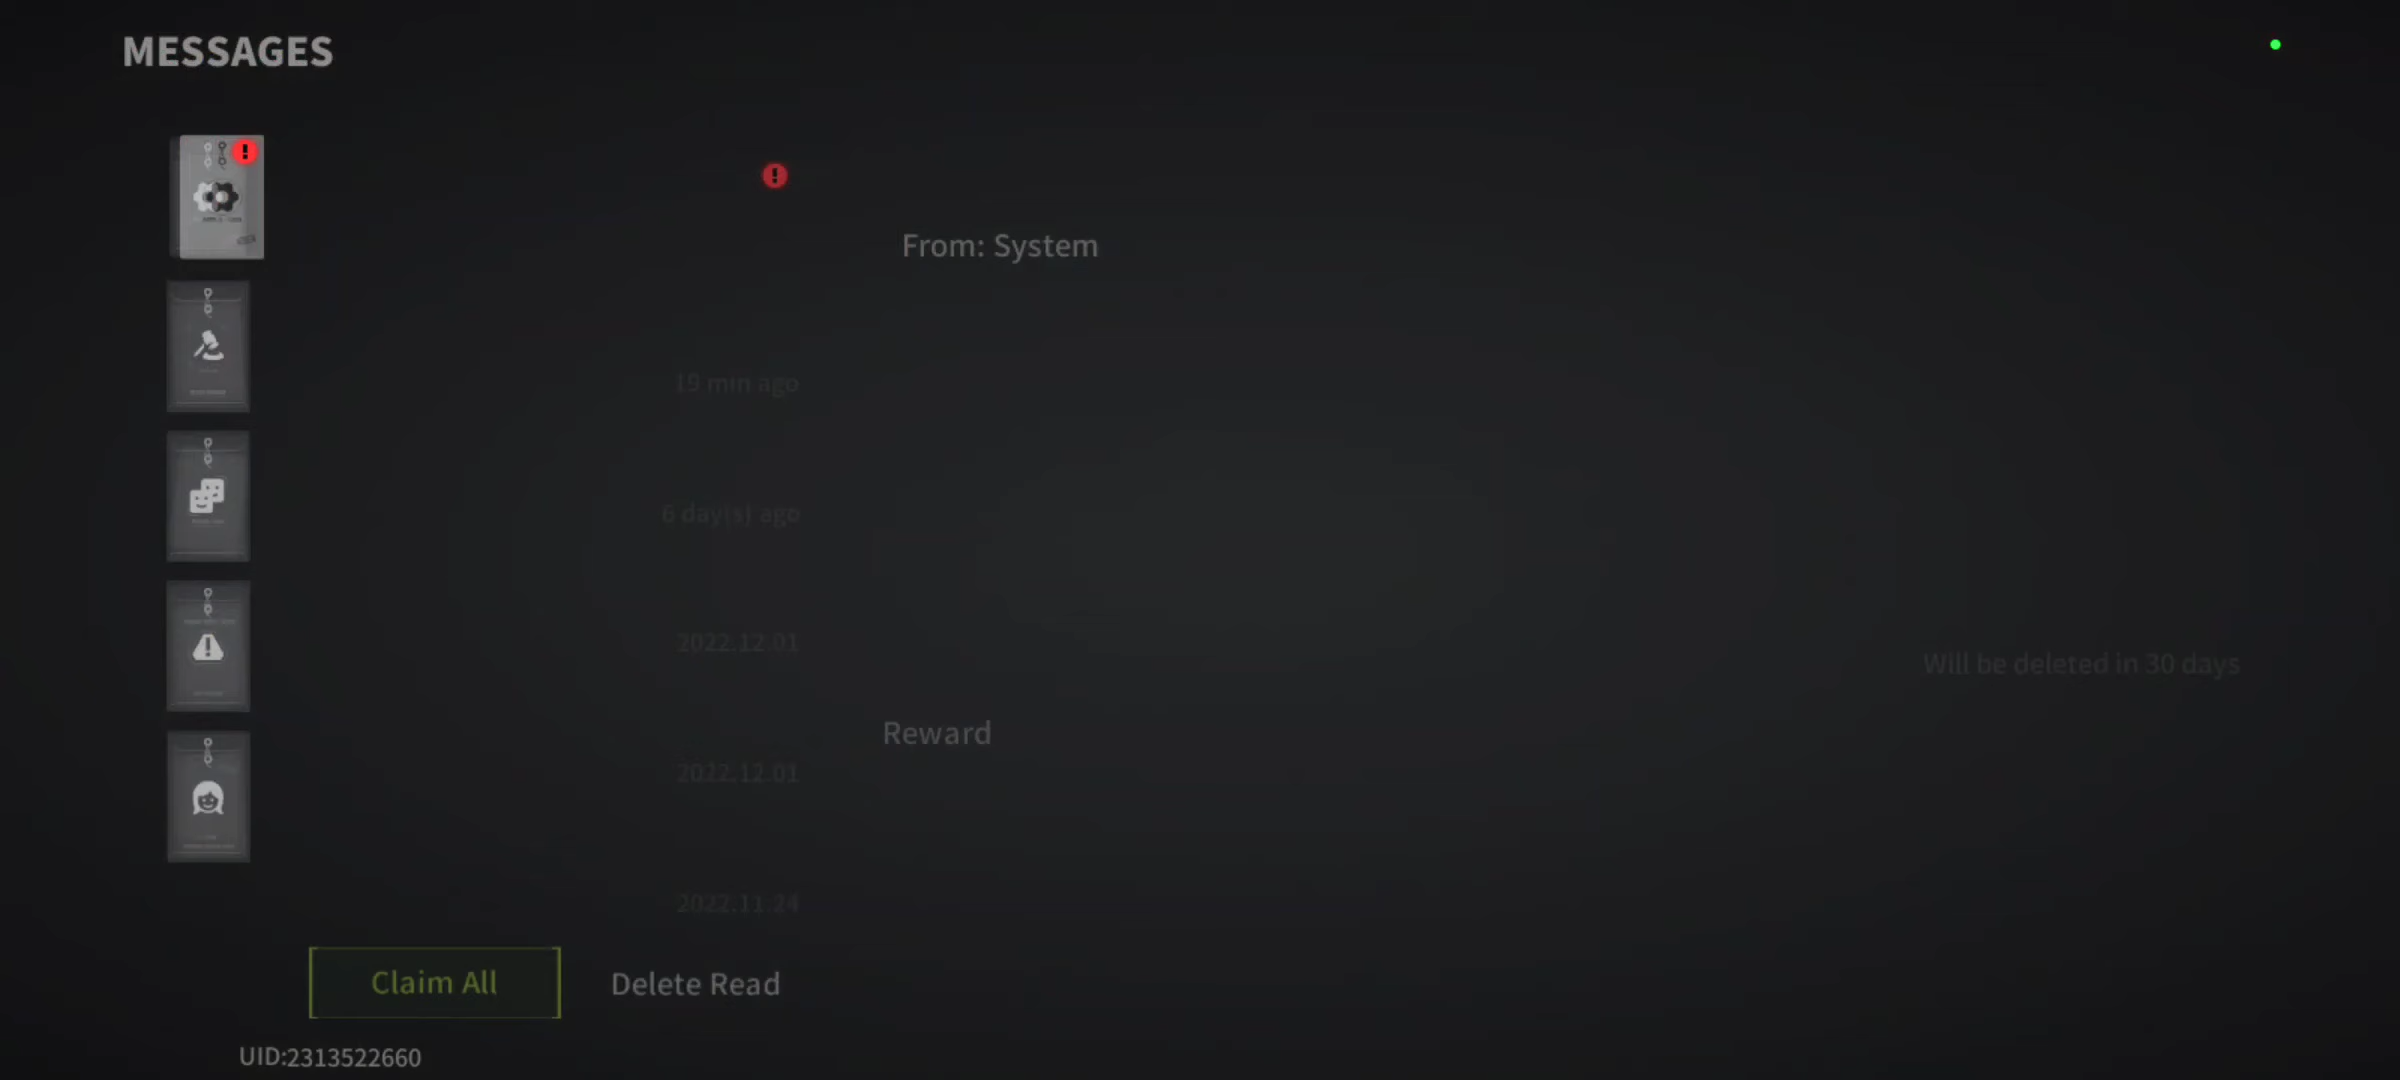 MESSAGES
From: System
19 min ago
6 day(s) ago
2022.12.01
Will be deleted in 30 days
Reward
2022.12.01
2022.11.24
Claim All
Delete Read
UID:2313522660